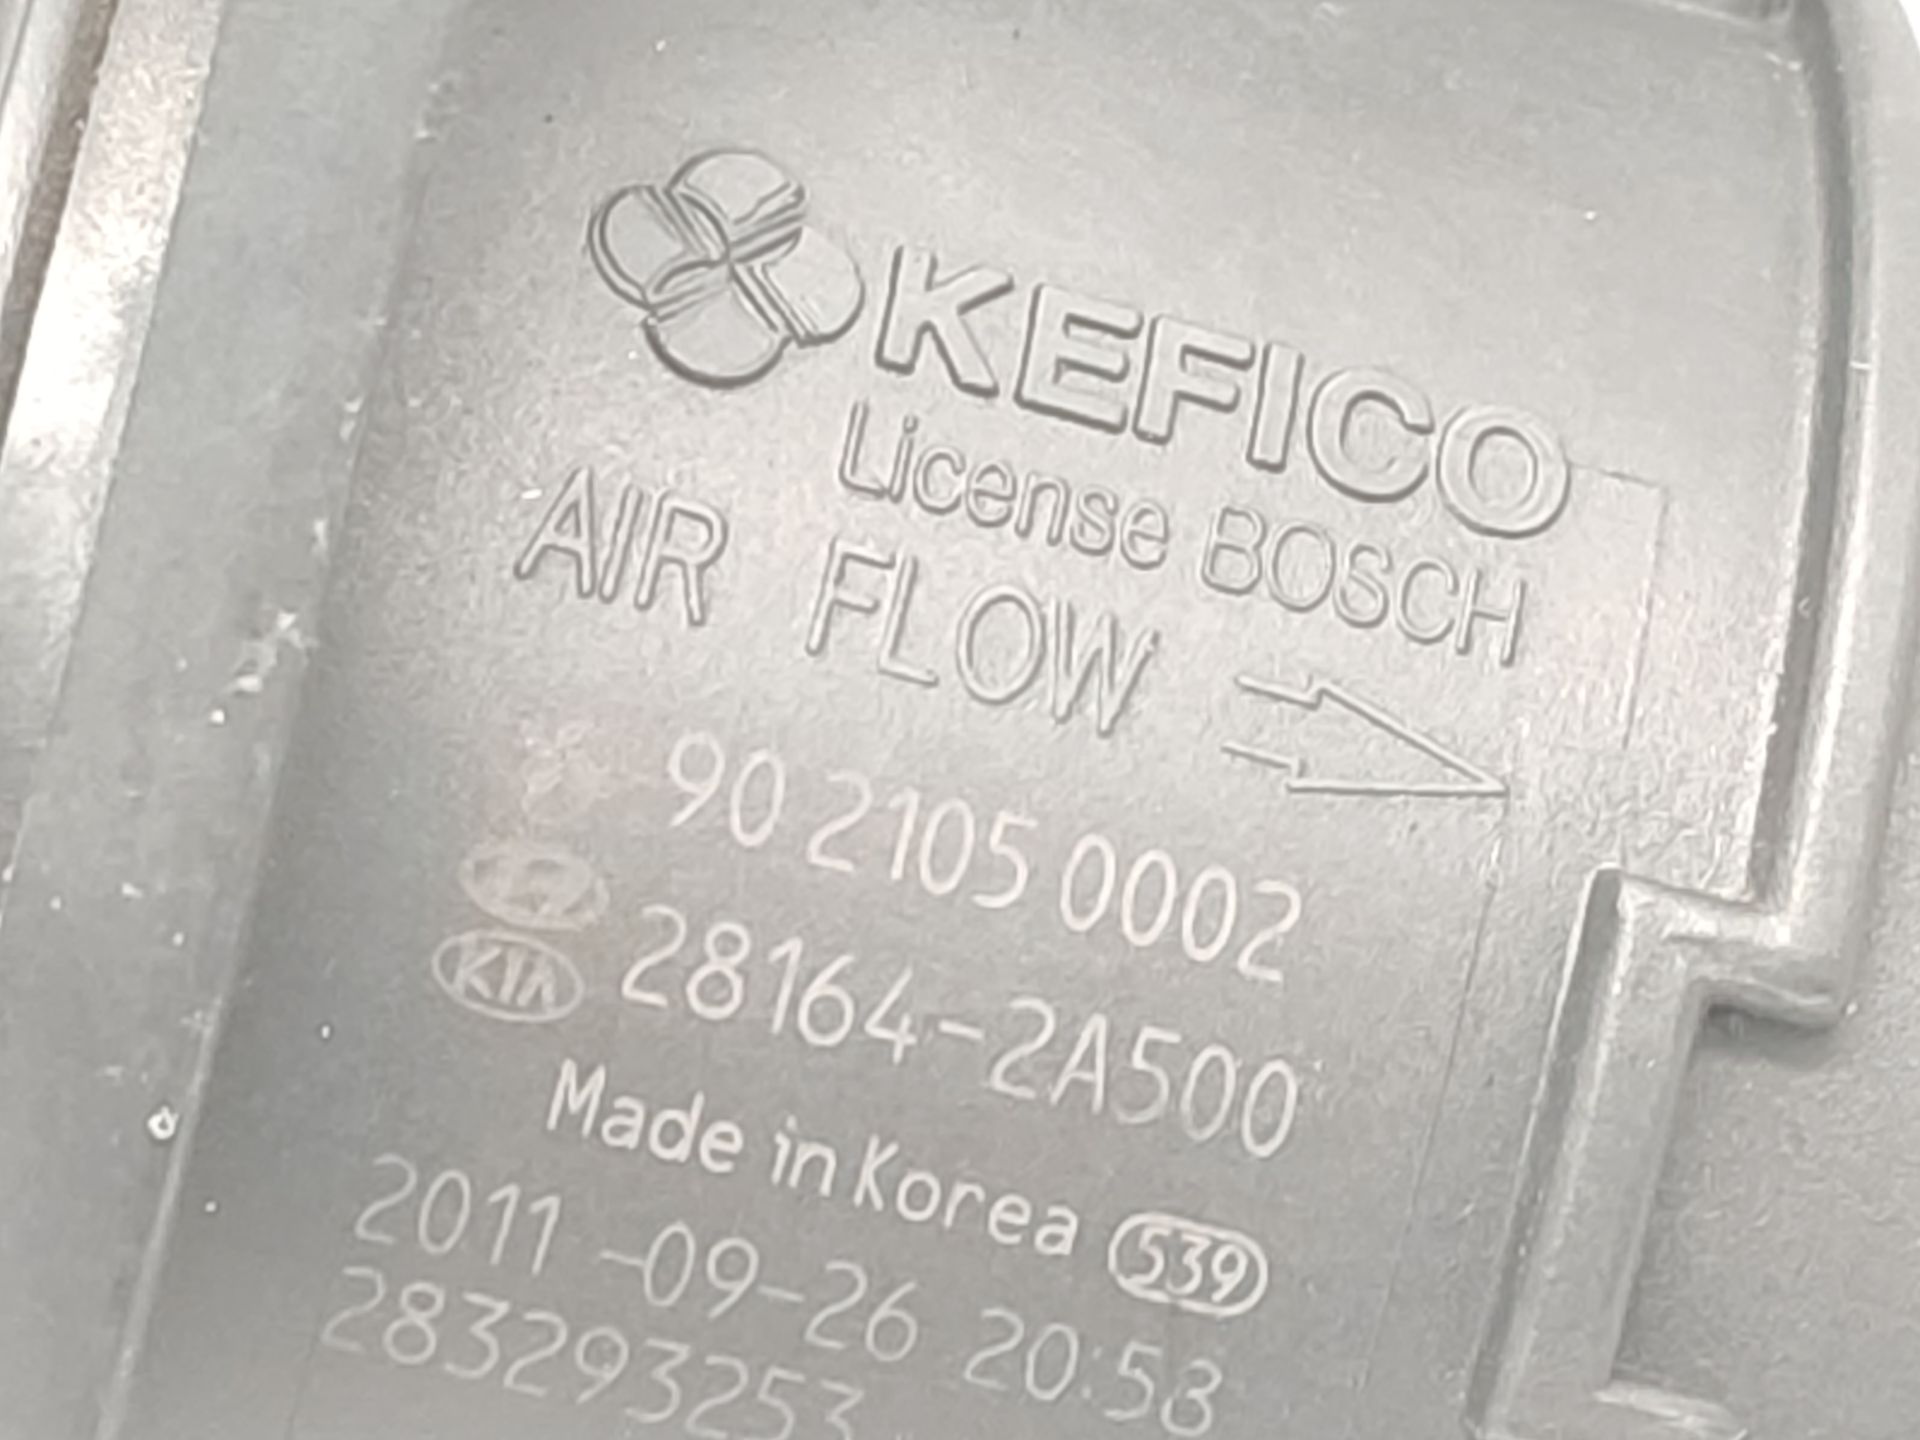 KEFICO
License BOSCH
AIR FLOW
90 2105 0002
28164-2A500
KIA
Made in Korea 539
2011-09-26 20:58
283293253